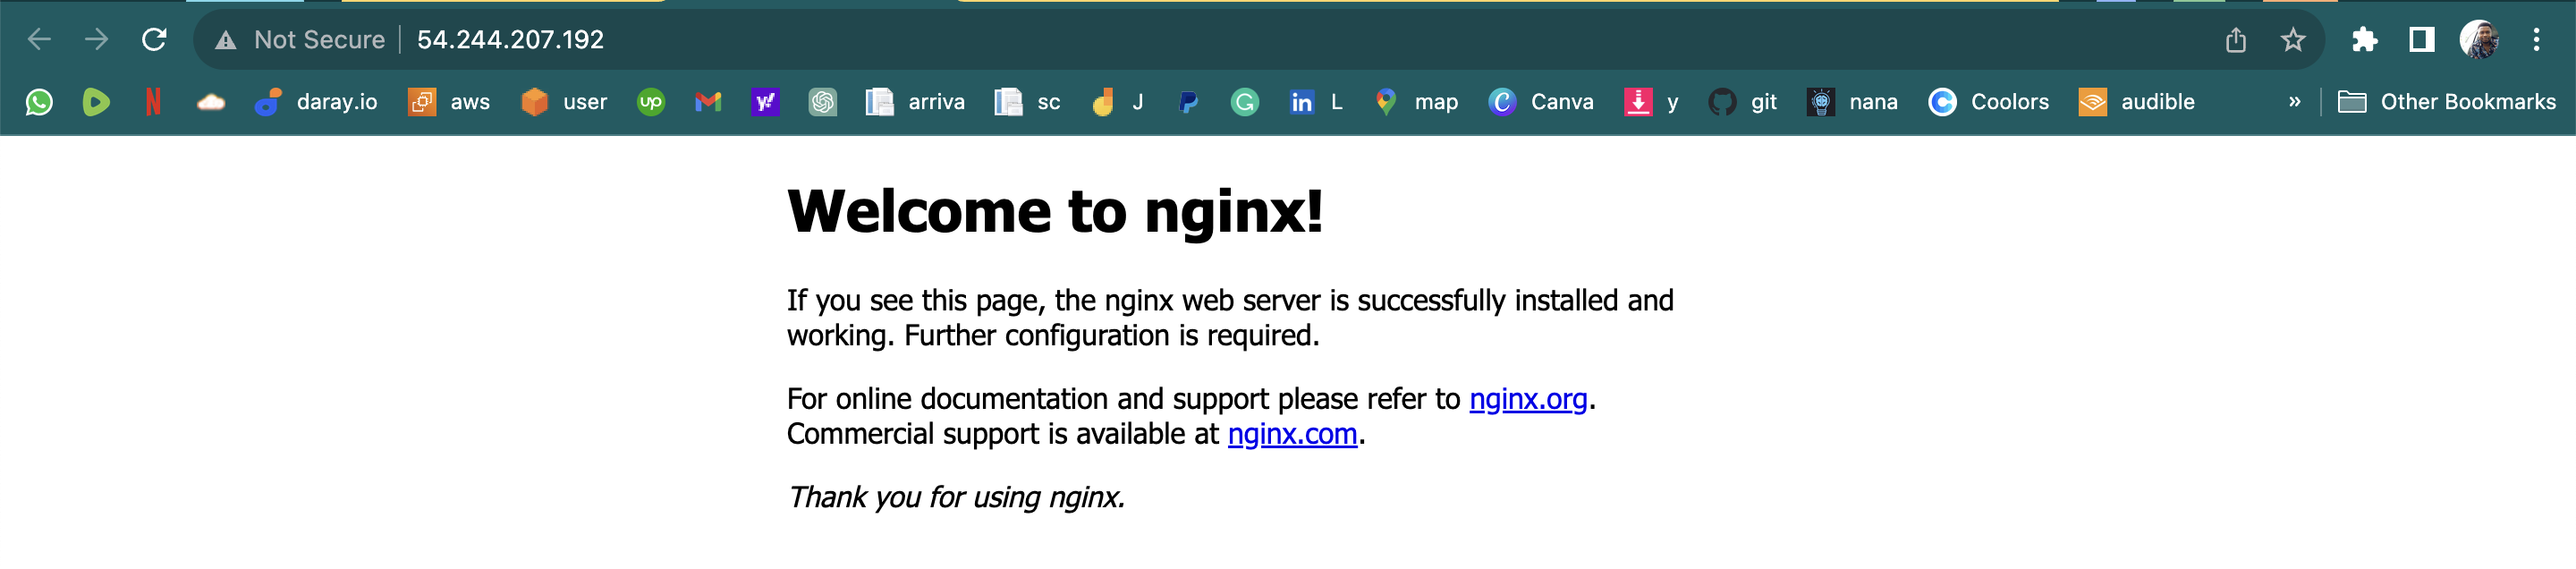 Not Secure 54.244.207.192
daray.io aws user up y! arriva sc J G in L map C Canva y git nana C Coolors audible » Other Bookmarks
Welcome to nginx!
If you see this page, the nginx web server is successfully installed and
working. Further configuration is required.
For online documentation and support please refer to nginx.org.
Commercial support is available at nginx.com.
Thank you for using nginx.